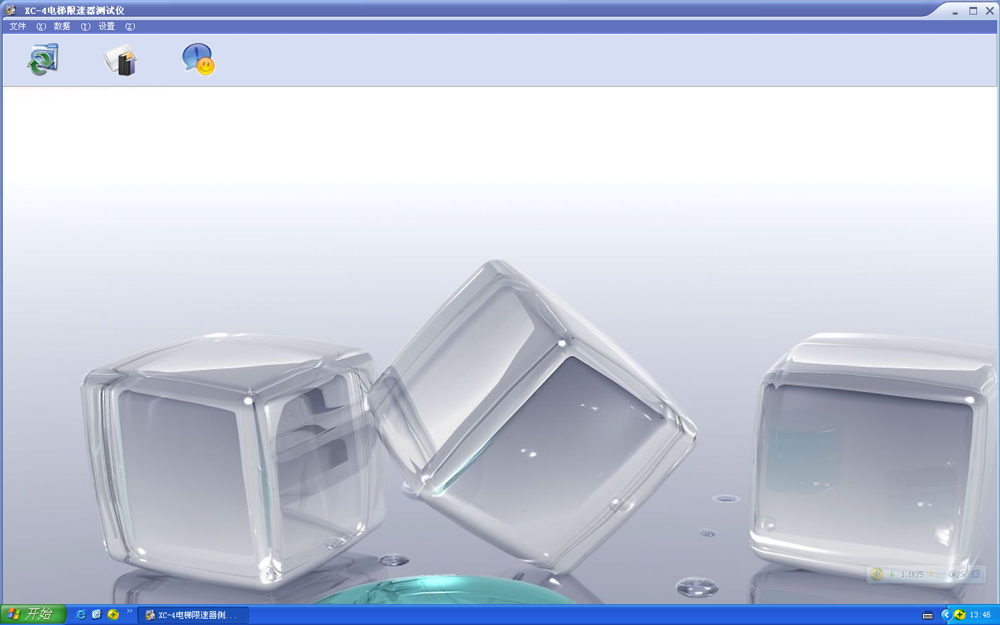 XC-4电梯限速器测试仪
文件 (X) 数据 (Y) 设置 (Z)
1.1K/S 0K/S
开始 XC-4电梯限速器侧... 13:46